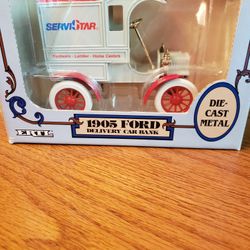 SERVISTAR
Hardware - Lumber - Home Centers
ERTL
1905 FORD
DELIVERY CAR BANK
DIE-
CAST
METAL